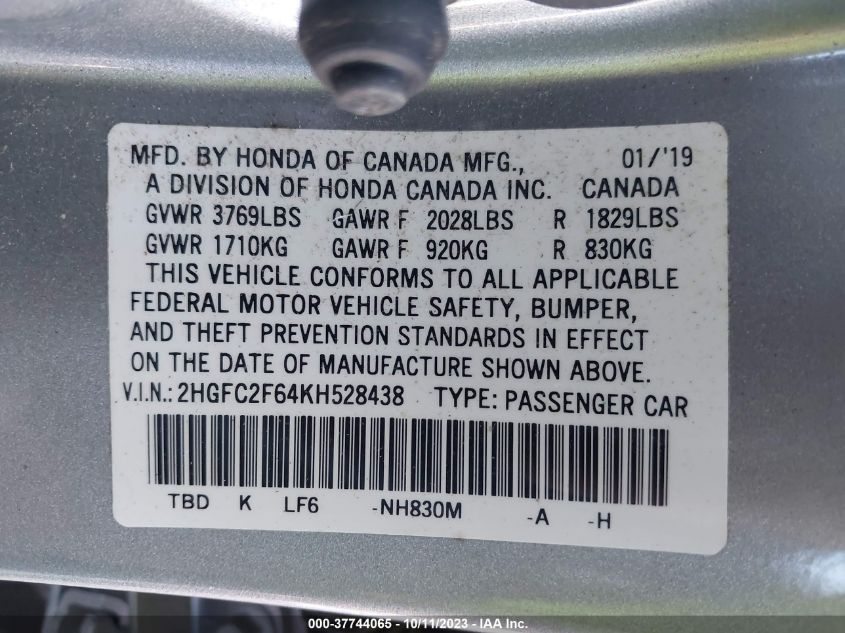 MFD. BY HONDA OF CANADA MFG., 01/'19
A DIVISION OF HONDA CANADA INC. CANADA
GVWR 3769LBS GAWR F 2028LBS R 1829LBS
GVWR 1710KG GAWR F 920KG R 830KG
THIS VEHICLE CONFORMS TO ALL APPLICABLE
FEDERAL MOTOR VEHICLE SAFETY, BUMPER,
AND THEFT PREVENTION STANDARDS IN EFFECT
ON THE DATE OF MANUFACTURE SHOWN ABOVE.
V.I.N.: 2HGFC2F64KH528438 TYPE: PASSENGER CAR
TBD K LF6 -NH830M -A -H
000-37744065 - 10/11/2023 - IAA Inc.